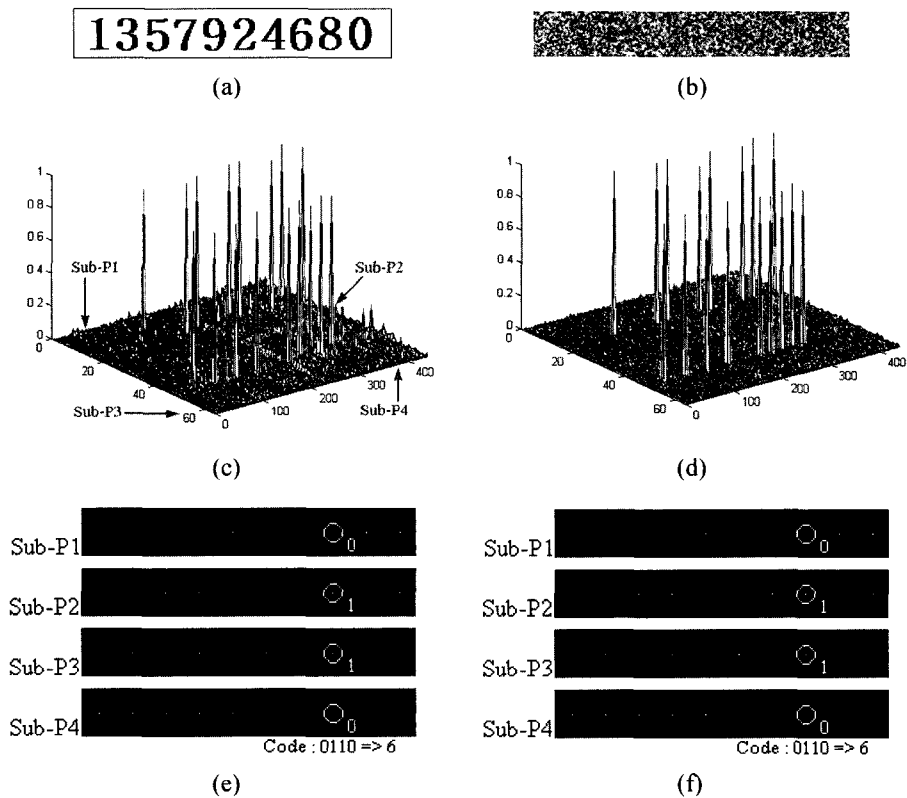 1357924680
(a)
(b)
1
0.8
0.6
0.4
0.2
0
0
20
40
60
0
100
200
300
400
Sub-P1
Sub-P2
Sub-P3
Sub-P4
1
0.8
0.6
0.4
0.2
0
0
20
40
60
0
100
200
300
400
(c)
(d)
Sub-P1 0
Sub-P2 1
Sub-P3 1
Sub-P4 0
Code : 0110 => 6
Sub-P1 0
Sub-P2 1
Sub-P3 1
Sub-P4 0
Code : 0110 => 6
(e)
(f)